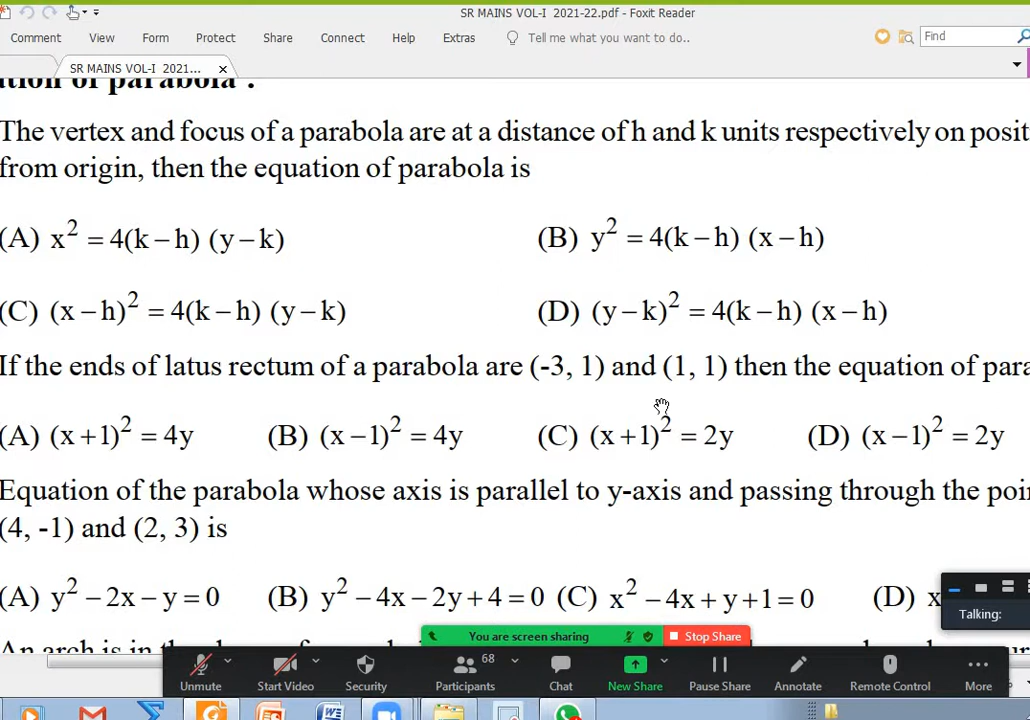 SR MAINS VOL-I 2021-22.pdf - Foxit Reader
Comment View Form Protect Share Connect Help Extras Tell me what you want to do.. Find
SR MAINS VOL-I 2021... ×
ation of parabola :
The vertex and focus of a parabola are at a distance of h and k units respectively on posit
from origin, then the equation of parabola is
(A) x² = 4(k − h) (y − k) (B) y² = 4(k − h) (x − h)
(C) (x − h)² = 4(k − h) (y − k) (D) (y − k)² = 4(k − h) (x − h)
If the ends of latus rectum of a parabola are (-3, 1) and (1, 1) then the equation of para
(A) (x + 1)² = 4y (B) (x − 1)² = 4y (C) (x + 1)² = 2y (D) (x − 1)² = 2y
Equation of the parabola whose axis is parallel to y-axis and passing through the poin
(4, -1) and (2, 3) is
(A) y² − 2x − y = 0 (B) y² − 4x − 2y + 4 = 0 (C) x² − 4x + y + 1 = 0 (D) x
Talking:
You are screen sharing Stop Share
68
Unmute Start Video Security Participants Chat New Share Pause Share Annotate Remote Control More